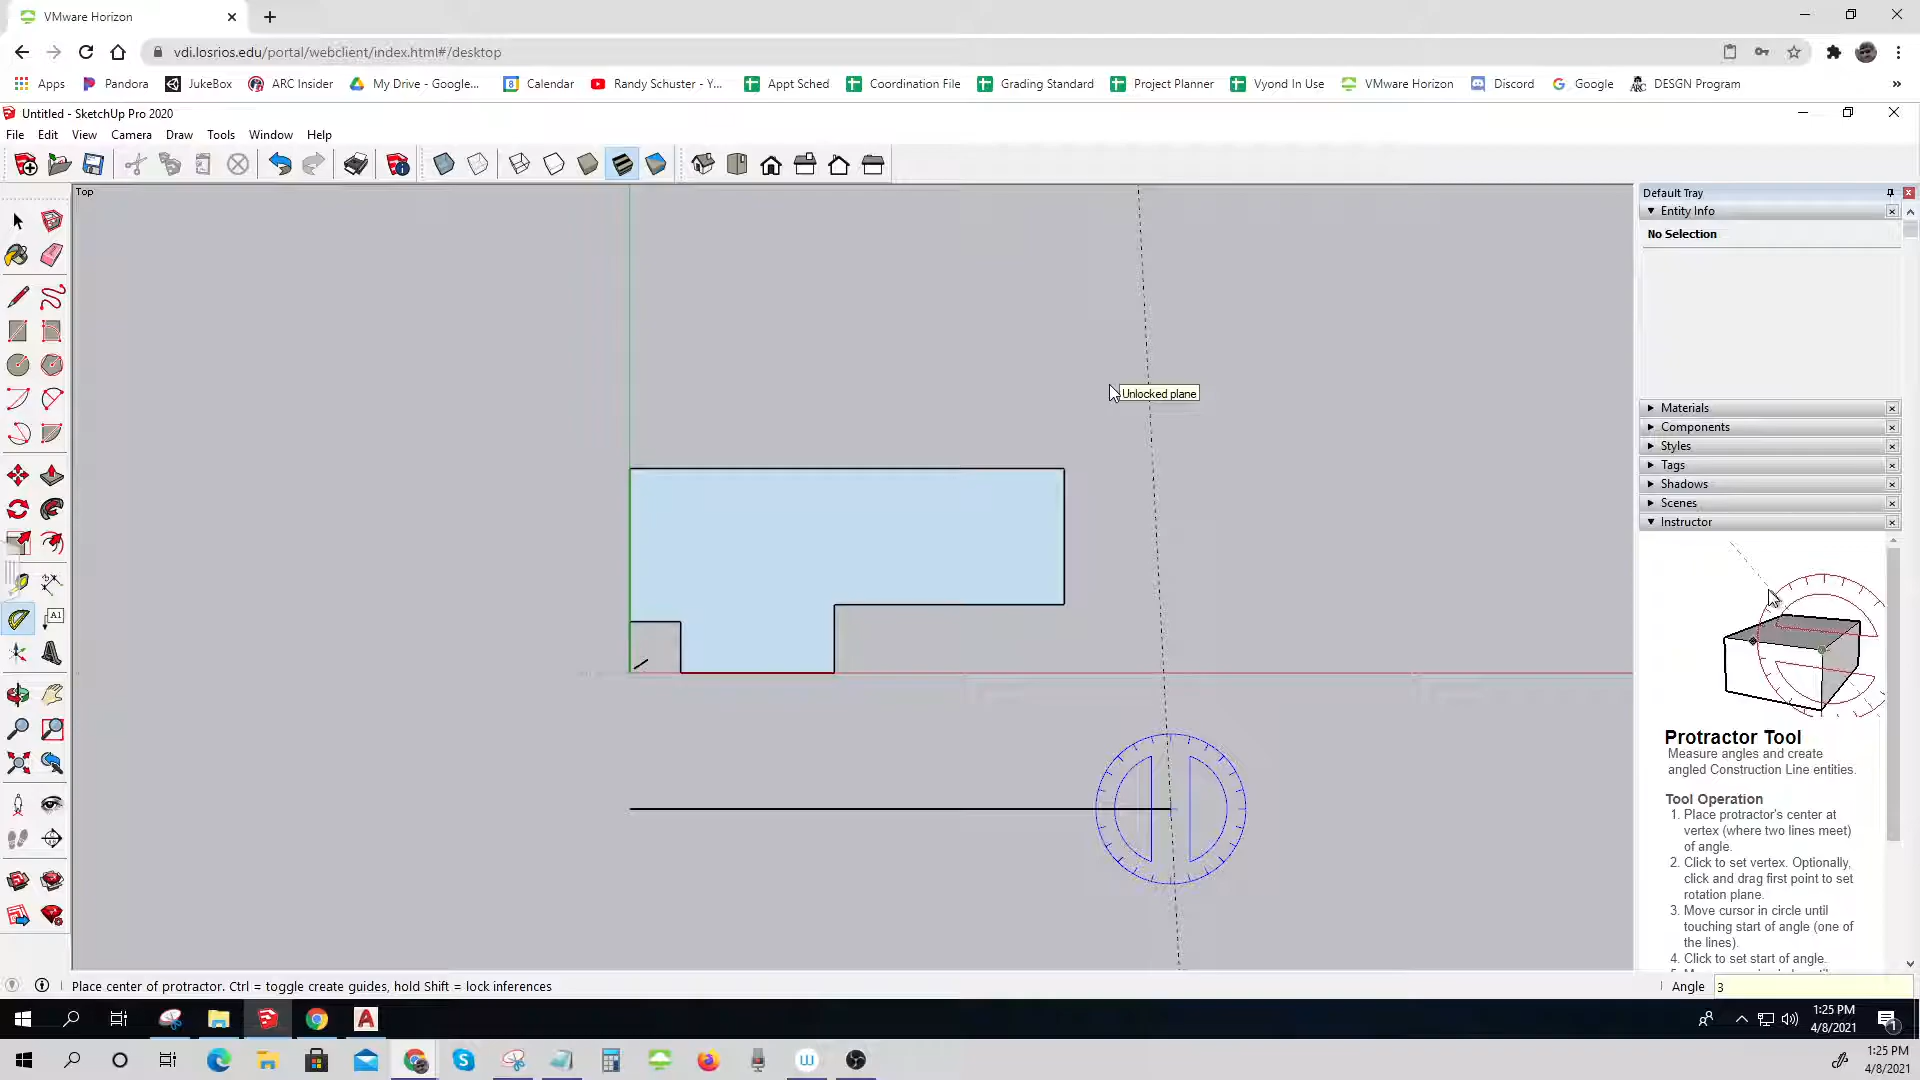 VMware Horizon
vdi.losrios.edu/portal/webclient/index.html#/desktop
Apps
Pandora
JukeBox
ARC Insider
My Drive - Google...
Calendar
Randy Schuster - Y...
Appt Sched
Coordination File
Grading Standard
Project Planner
Vyond In Use
VMware Horizon
Discord
Google
DESGN Program
Untitled - SketchUp Pro 2020
File Edit View Camera Draw Tools Window Help
Top
Unlocked plane
Default Tray
Entity Info
No Selection
Materials
Components
Styles
Tags
Shadows
Scenes
Instructor
Protractor Tool
Measure angles and create
angled Construction Line entities.
Tool Operation
1. Place protractor's center at
vertex (where two lines meet)
of angle.
2. Click to set vertex. Optionally,
click and drag first point to set
rotation plane.
3. Move cursor in circle until
touching start of angle (one of
the lines).
4. Click to set start of angle.
Place center of protractor. Ctrl = toggle create guides, hold Shift = lock inferences
Angle 3
1:25 PM
4/8/2021
1:25 PM
4/8/2021